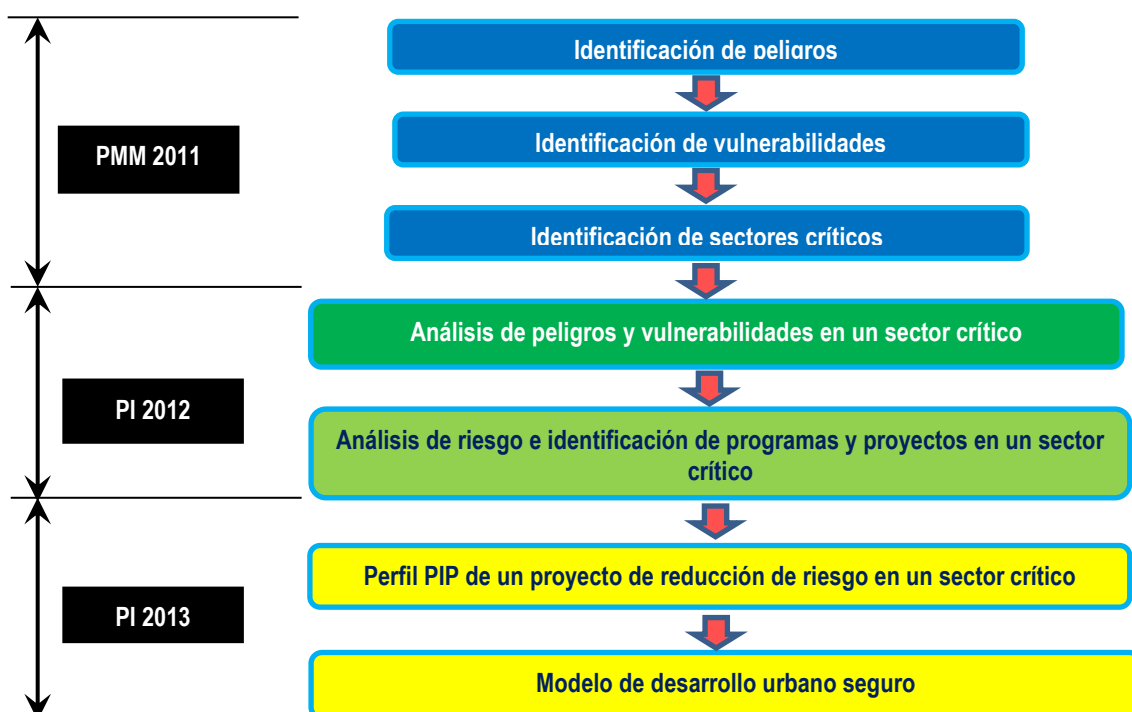 Identificación de peligros
PMM 2011
Identificación de vulnerabilidades
Identificación de sectores críticos
Análisis de peligros y vulnerabilidades en un sector crítico
PI 2012
Análisis de riesgo e identificación de programas y proyectos en un sector
crítico
Perfil PIP de un proyecto de reducción de riesgo en un sector crítico
PI 2013
Modelo de desarrollo urbano seguro